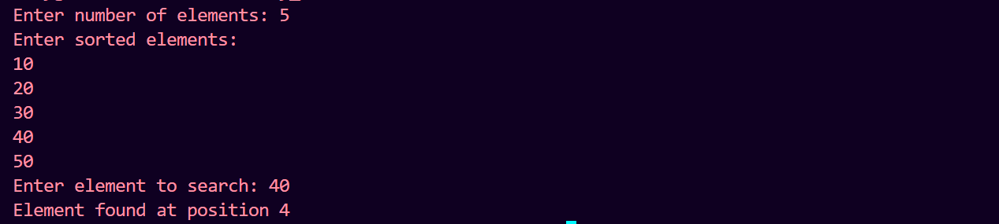 Enter number of elements: 5
Enter sorted elements:
10
20
30
40
50
Enter element to search: 40
Element found at position 4